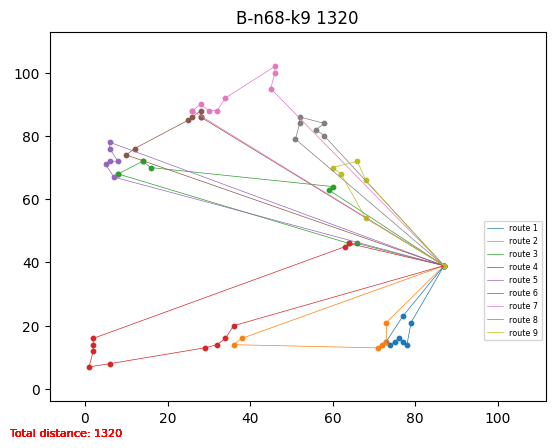 B-n68-k9 1320
100
80
60
40
20
0
0 20 40 60 80 100
route 1
route 2
route 3
route 4
route 5
route 6
route 7
route 8
route 9
Total distance: 1320